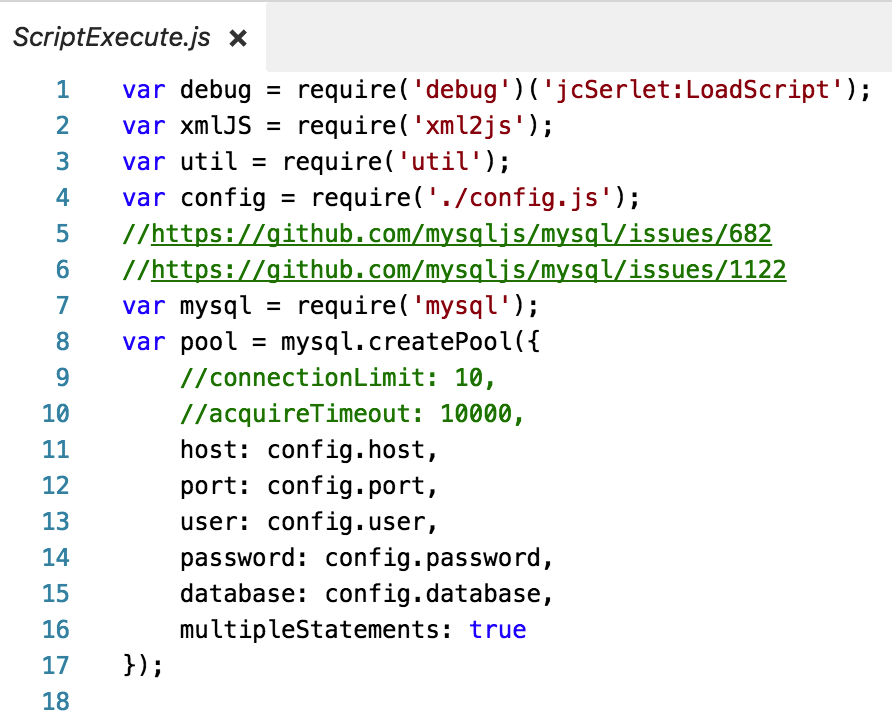 ScriptExecute.js ×
1 var debug = require('debug')('jcSerlet:LoadScript');
2 var xmlJS = require('xml2js');
3 var util = require('util');
4 var config = require('./config.js');
5 //https://github.com/mysqljs/mysql/issues/682
6 //https://github.com/mysqljs/mysql/issues/1122
7 var mysql = require('mysql');
8 var pool = mysql.createPool({
9     //connectionLimit: 10,
10     //acquireTimeout: 10000,
11     host: config.host,
12     port: config.port,
13     user: config.user,
14     password: config.password,
15     database: config.database,
16     multipleStatements: true
17 });
18